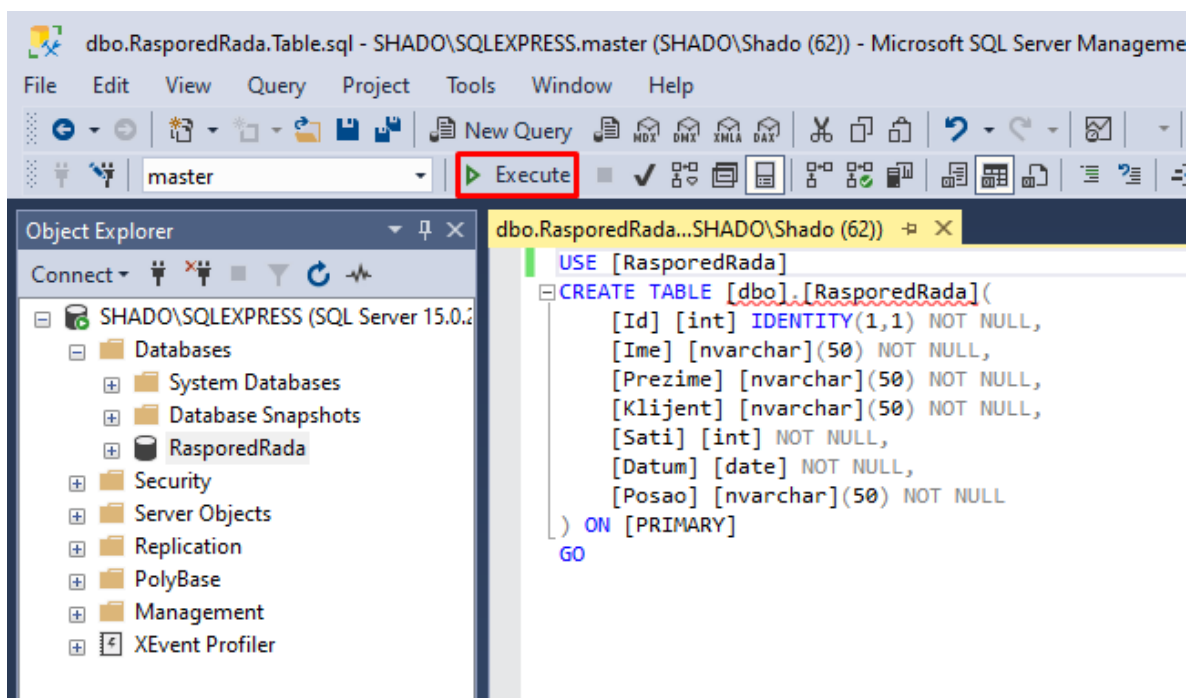 dbo.RasporedRada.Table.sql - SHADO\SQLEXPRESS.master (SHADO\Shado (62)) - Microsoft SQL Server Manageme
File Edit View Query Project Tools Window Help
New Query MDX DMX XMLA DAX
master Execute
Object Explorer
Connect
SHADO\SQLEXPRESS (SQL Server 15.0.2
Databases
System Databases
Database Snapshots
RasporedRada
Security
Server Objects
Replication
PolyBase
Management
XEvent Profiler
dbo.RasporedRada...SHADO\Shado (62))
USE [RasporedRada]
CREATE TABLE [dbo].[RasporedRada](
[Id] [int] IDENTITY(1,1) NOT NULL,
[Ime] [nvarchar](50) NOT NULL,
[Prezime] [nvarchar](50) NOT NULL,
[Klijent] [nvarchar](50) NOT NULL,
[Sati] [int] NOT NULL,
[Datum] [date] NOT NULL,
[Posao] [nvarchar](50) NOT NULL
) ON [PRIMARY]
GO